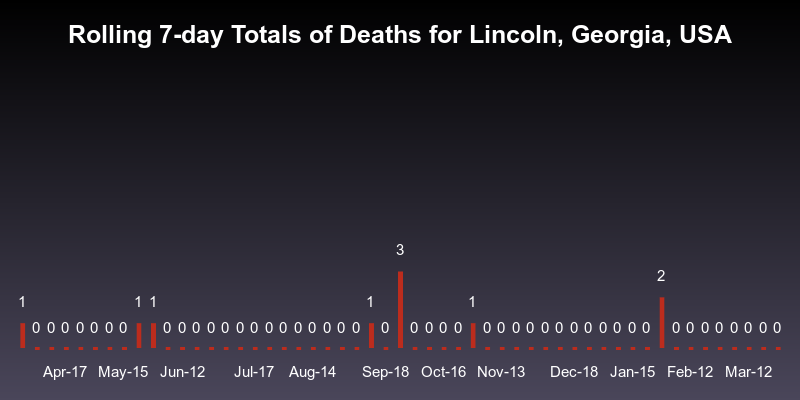 Rolling 7-day Totals of Deaths for Lincoln, Georgia, USA
3
2
1 1 1 1 1
0 0 0 0 0 0 0 0 0 0 0 0 0 0 0 0 0 0 0 0 0 0 0 0 0 0 0 0 0 0 0 0 0 0 0 0 0 0 0 0 0 0 0 0 0 0
Apr-17 May-15 Jun-12 Jul-17 Aug-14 Sep-18 Oct-16 Nov-13 Dec-18 Jan-15 Feb-12 Mar-12